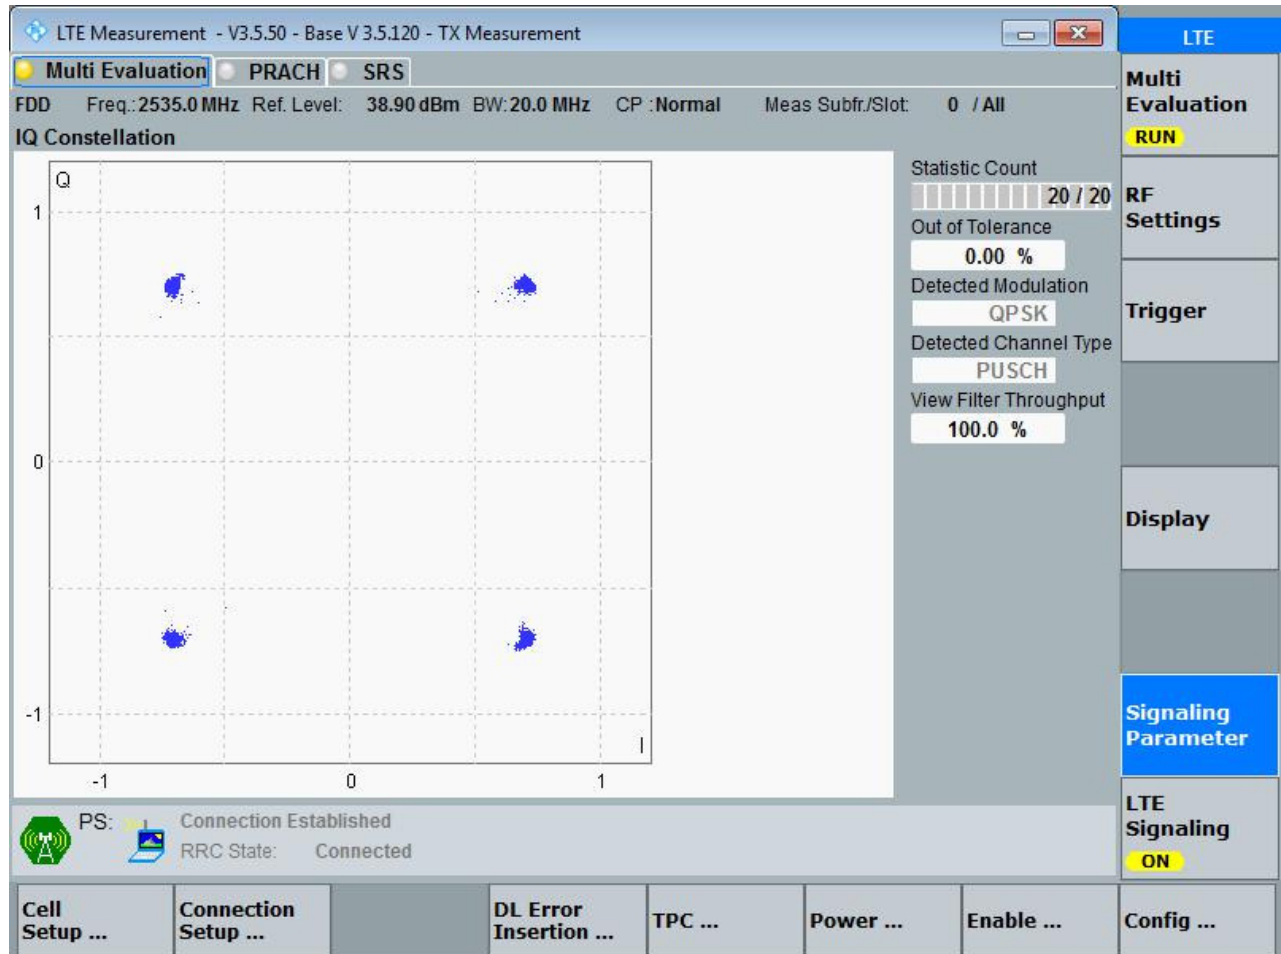 LTE Measurement - V3.5.50 - Base V 3.5.120 - TX Measurement
LTE
Multi Evaluation PRACH SRS
FDD Freq.: 2535.0 MHz Ref. Level: 38.90 dBm BW: 20.0 MHz CP : Normal Meas Subfr./Slot: 0 / All
IQ Constellation
Q
1
0
-1
I
-1 0 1
Statistic Count
20 / 20
Out of Tolerance
0.00 %
Detected Modulation
QPSK
Detected Channel Type
PUSCH
View Filter Throughput
100.0 %
Multi
Evaluation
RUN
RF
Settings
Trigger
Display
Signaling
Parameter
LTE
Signaling
ON
PS: Connection Established
RRC State: Connected
Cell
Setup ...
Connection
Setup ...
DL Error
Insertion ...
TPC ...
Power ...
Enable ...
Config ...